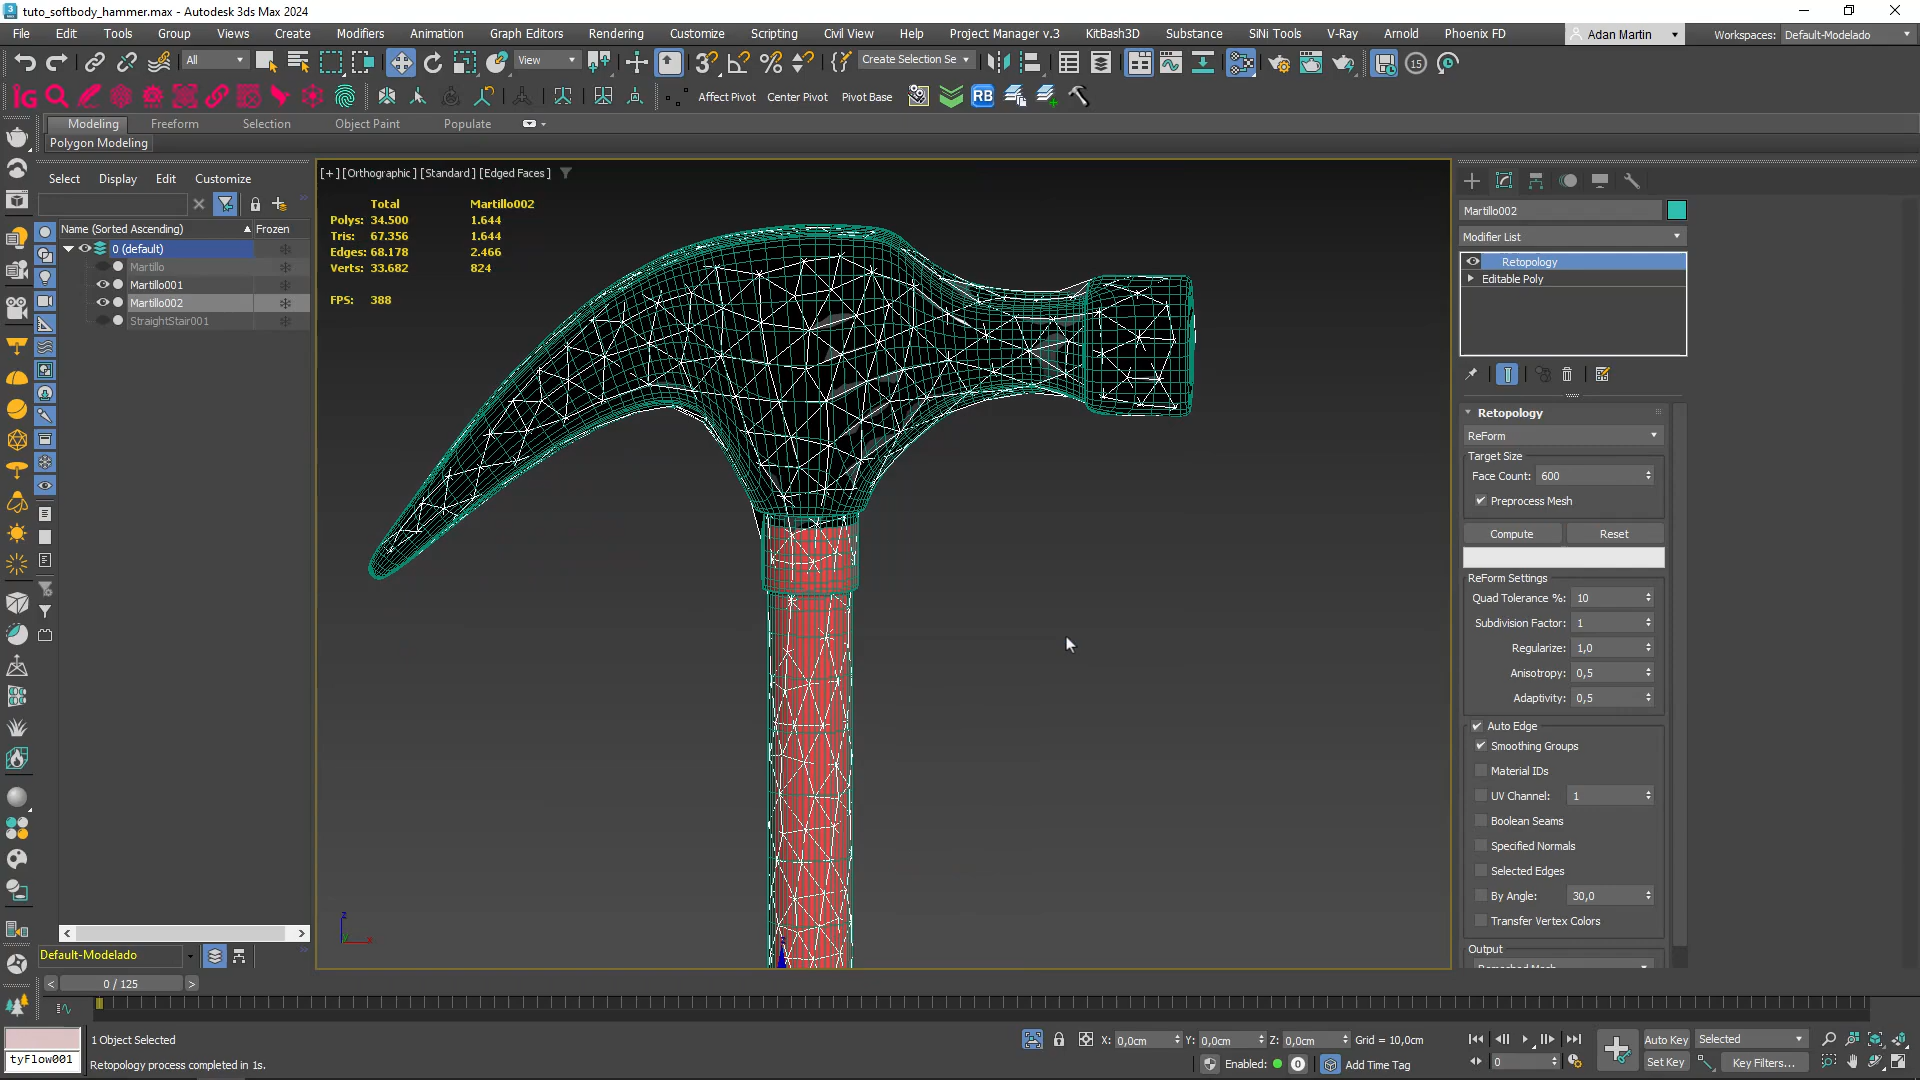 tuto_softbody_hammer.max - Autodesk 3ds Max 2024
File Edit Tools Group Views Create Modifiers Animation Graph Editors Rendering Customize Scripting Civil View Help Project Manager v.3 KitBash3D Substance SiNi Tools V-Ray Arnold Phoenix FD Adan Martin Workspaces: Default-Modelado
All View Create Selection Se 15
Affect Pivot Center Pivot Pivot Base RB
Modeling Freeform Selection Object Paint Populate
Polygon Modeling
Select Display Edit Customize
Name (Sorted Ascending) Frozen
0 (default)
Martillo
Martillo001
Martillo002
StraightStair001
Default-Modelado
[+] [Orthographic] [Standard] [Edged Faces]
Total Martillo002
Polys: 34.500 1.644
Tris: 67.356 1.644
Edges: 68.178 2.466
Verts: 33.682 824
FPS: 388
z
x
Martillo002
Modifier List
Retopology
Editable Poly
Retopology
ReForm
Target Size
Face Count: 600
Preprocess Mesh
Compute Reset
ReForm Settings
Quad Tolerance %: 10
Subdivision Factor: 1
Regularize: 1,0
Anisotropy: 0,5
Adaptivity: 0,5
Auto Edge
Smoothing Groups
Material IDs
UV Channel: 1
Boolean Seams
Specified Normals
Selected Edges
By Angle: 30,0
Transfer Vertex Colors
Output
0 / 125
tyFlow001
1 Object Selected
Retopology process completed in 1s.
X: 0,0cm Y: 0,0cm Z: 0,0cm Grid = 10,0cm
Enabled: 0 Add Time Tag
0
Auto Key Selected
Set Key Key Filters...